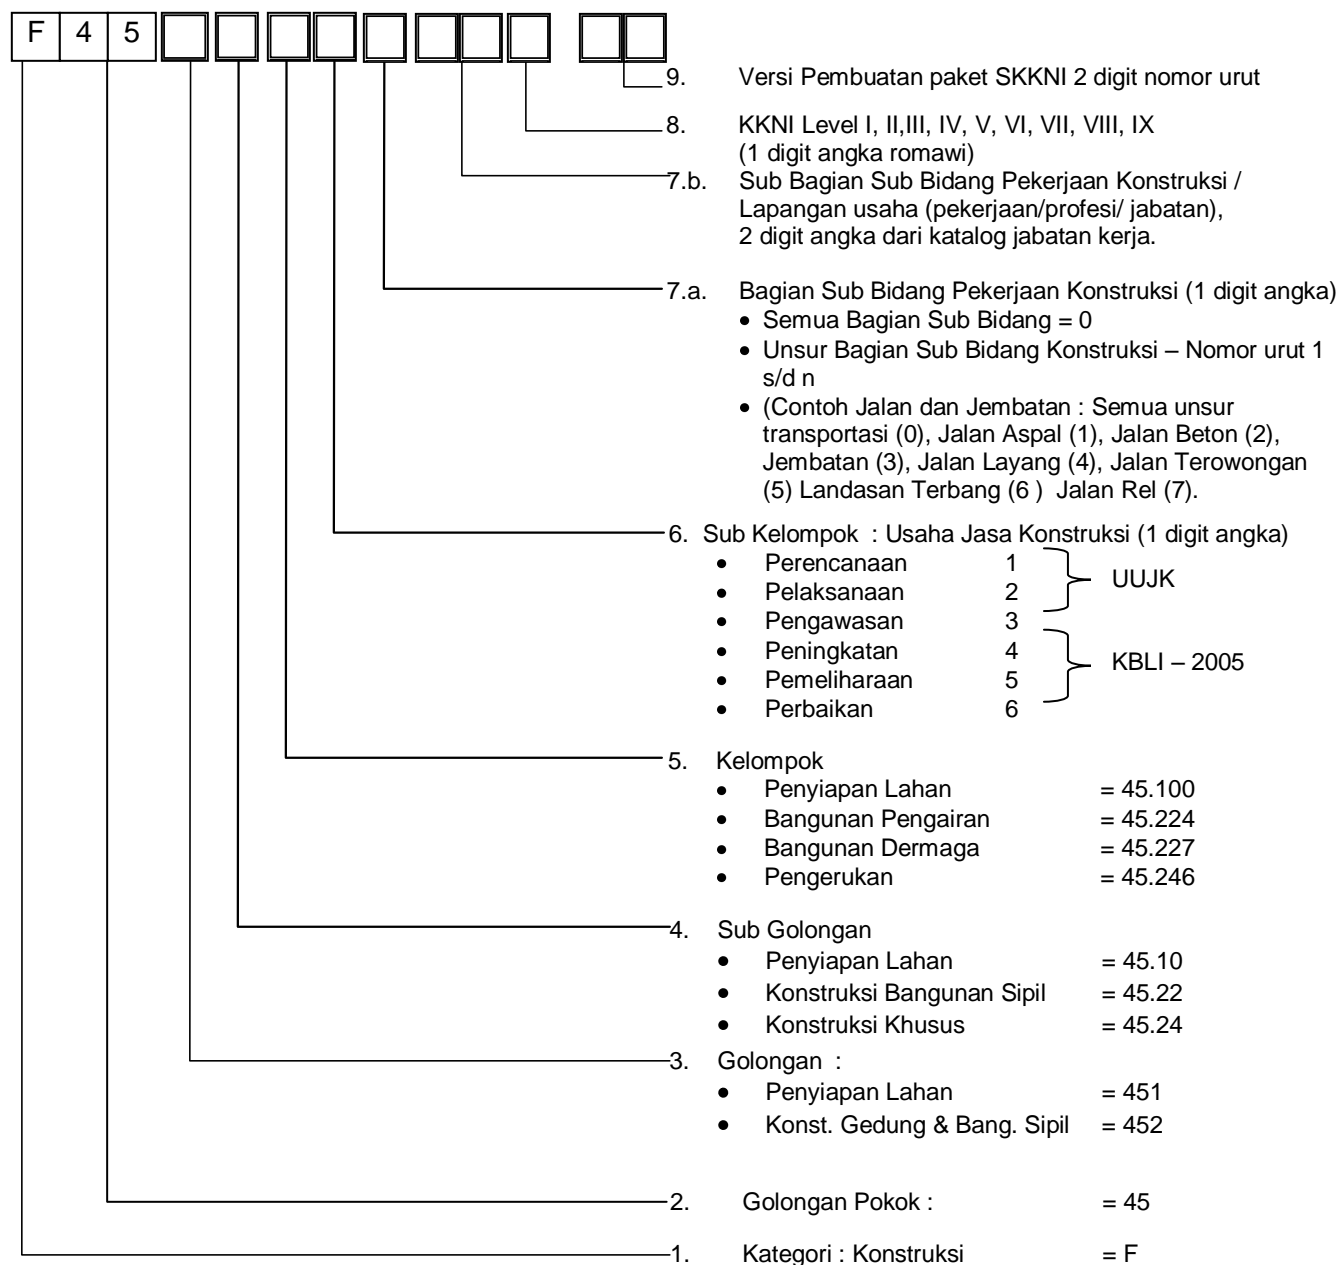 F 4 5
9. Versi Pembuatan paket SKKNI 2 digit nomor urut
8. KKNI Level I, II,III, IV, V, VI, VII, VIII, IX
(1 digit angka romawi)
7.b. Sub Bagian Sub Bidang Pekerjaan Konstruksi /
Lapangan usaha (pekerjaan/profesi/ jabatan),
2 digit angka dari katalog jabatan kerja.
7.a. Bagian Sub Bidang Pekerjaan Konstruksi (1 digit angka)
• Semua Bagian Sub Bidang = 0
• Unsur Bagian Sub Bidang Konstruksi – Nomor urut 1
s/d n
• (Contoh Jalan dan Jembatan : Semua unsur
transportasi (0), Jalan Aspal (1), Jalan Beton (2),
Jembatan (3), Jalan Layang (4), Jalan Terowongan
(5) Landasan Terbang (6 ) Jalan Rel (7).
6. Sub Kelompok : Usaha Jasa Konstruksi (1 digit angka)
• Perencanaan 1
UUJK
• Pelaksanaan 2
• Pengawasan 3
• Peningkatan 4
KBLI – 2005
• Pemeliharaan 5
• Perbaikan 6
5. Kelompok
• Penyiapan Lahan = 45.100
• Bangunan Pengairan = 45.224
• Bangunan Dermaga = 45.227
• Pengerukan = 45.246
4. Sub Golongan
• Penyiapan Lahan = 45.10
• Konstruksi Bangunan Sipil = 45.22
• Konstruksi Khusus = 45.24
3. Golongan :
• Penyiapan Lahan = 451
• Konst. Gedung & Bang. Sipil = 452
2. Golongan Pokok : = 45
1. Kategori : Konstruksi = F